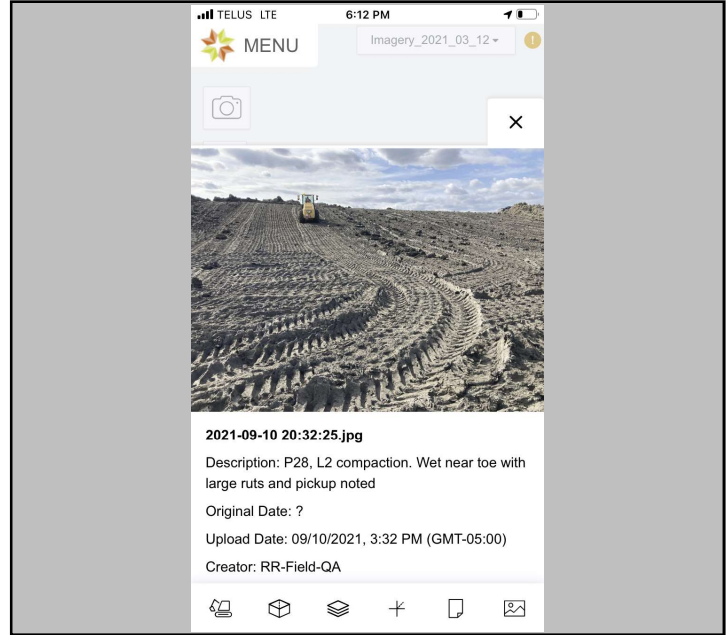 TELUS LTE 6:12 PM
MENU Imagery_2021_03_12
!
2021-09-10 20:32:25.jpg
Description: P28, L2 compaction. Wet near toe with
large ruts and pickup noted
Original Date: ?
Upload Date: 09/10/2021, 3:32 PM (GMT-05:00)
Creator: RR-Field-QA